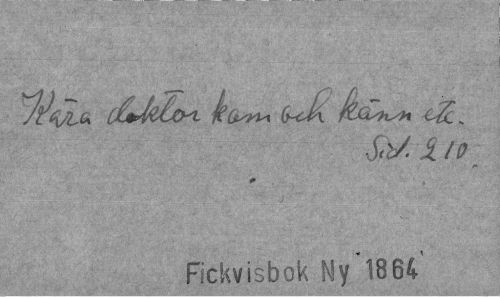 Kära doktor kom och känn etc.
Sid. 210.
Fickvisbok Ny 1864